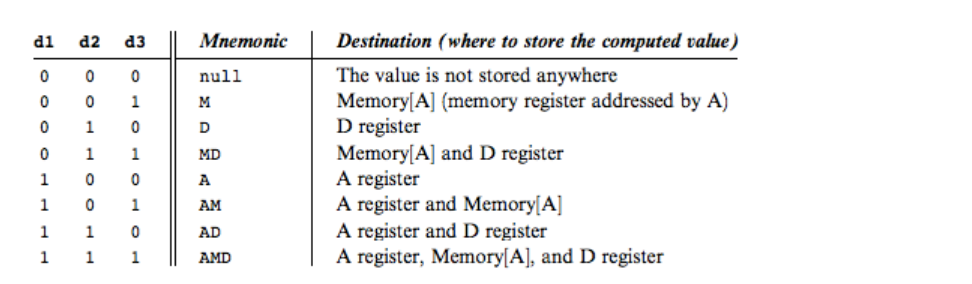 d1 d2 d3 Mnemonic Destination (where to store the computed value)
0 0 0 null The value is not stored anywhere
0 0 1 M Memory[A] (memory register addressed by A)
0 1 0 D D register
0 1 1 MD Memory[A] and D register
1 0 0 A A register
1 0 1 AM A register and Memory[A]
1 1 0 AD A register and D register
1 1 1 AMD A register, Memory[A], and D register